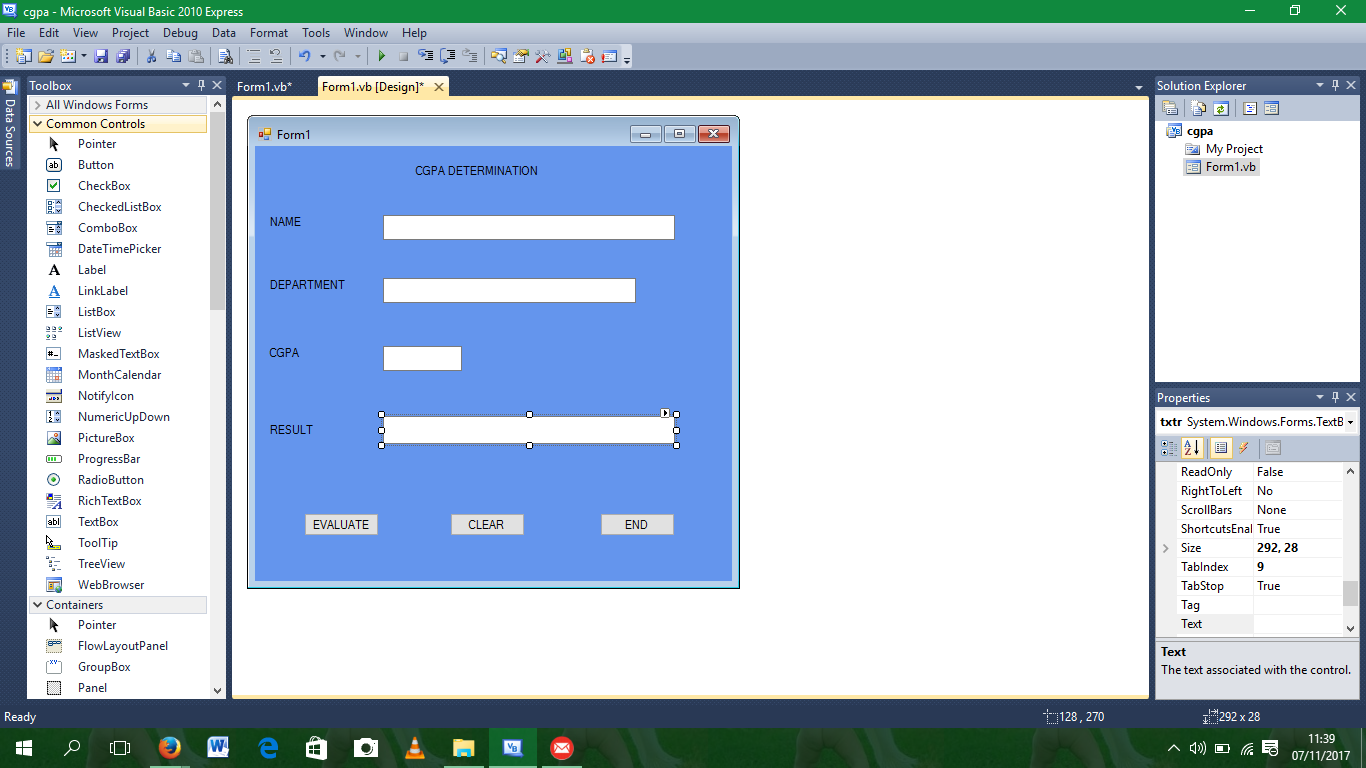 cgpa - Microsoft Visual Basic 2010 Express
File Edit View Project Debug Data Format Tools Window Help
Data Sources
Toolbox
All Windows Forms
Common Controls
Pointer
Button
CheckBox
CheckedListBox
ComboBox
DateTimePicker
Label
LinkLabel
ListBox
ListView
MaskedTextBox
MonthCalendar
NotifyIcon
NumericUpDown
PictureBox
ProgressBar
RadioButton
RichTextBox
TextBox
ToolTip
TreeView
WebBrowser
Containers
Pointer
FlowLayoutPanel
GroupBox
Panel
Form1.vb* Form1.vb [Design]*
Form1
CGPA DETERMINATION
NAME
DEPARTMENT
CGPA
RESULT
EVALUATE CLEAR END
Solution Explorer
cgpa
My Project
Form1.vb
Properties
txtr System.Windows.Forms.TextB
ReadOnly False
RightToLeft No
ScrollBars None
ShortcutsEnal True
Size 292, 28
TabIndex 9
TabStop True
Tag
Text
Text
The text associated with the control.
Ready 128 , 270 292 x 28
11:39
07/11/2017